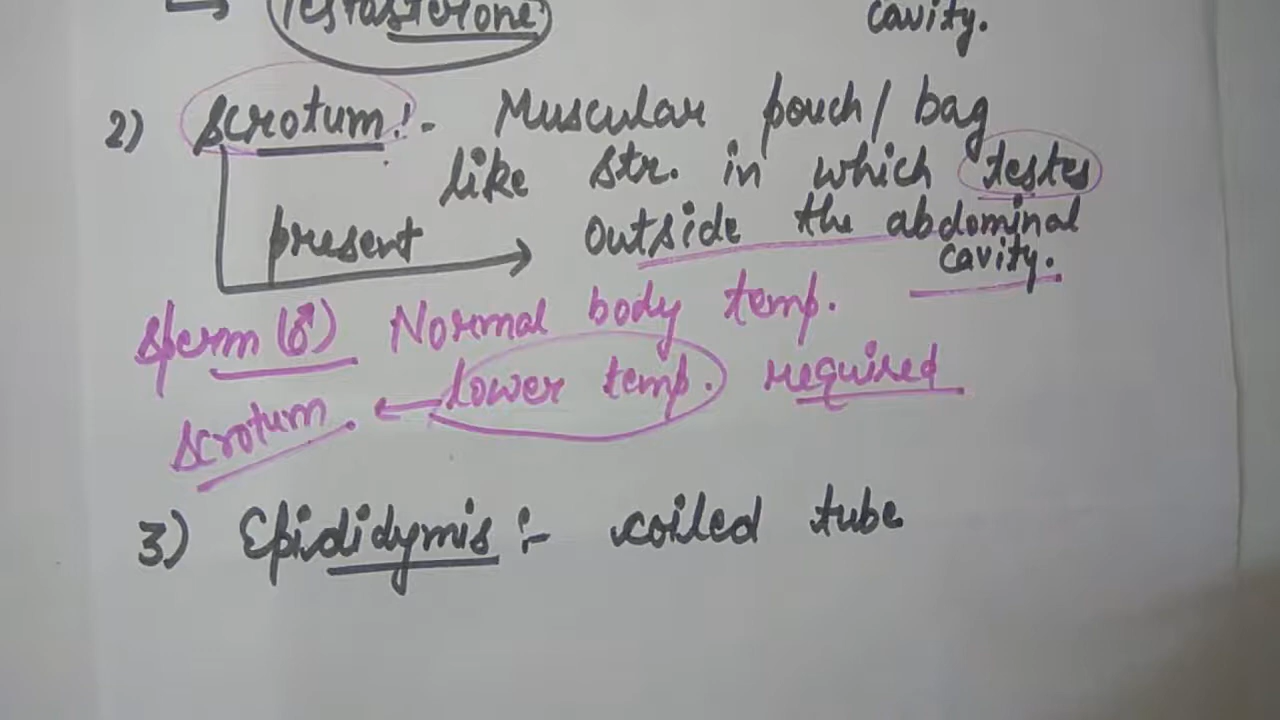 Testosterone
cavity.
2) Scrotum :- Muscular pouch/ bag
like str. in which testes
present → outside the abdominal
cavity.
Sperm (♂) Normal body temp.
scrotum. ← lower temp. required
3) Epididymis :- coiled tube